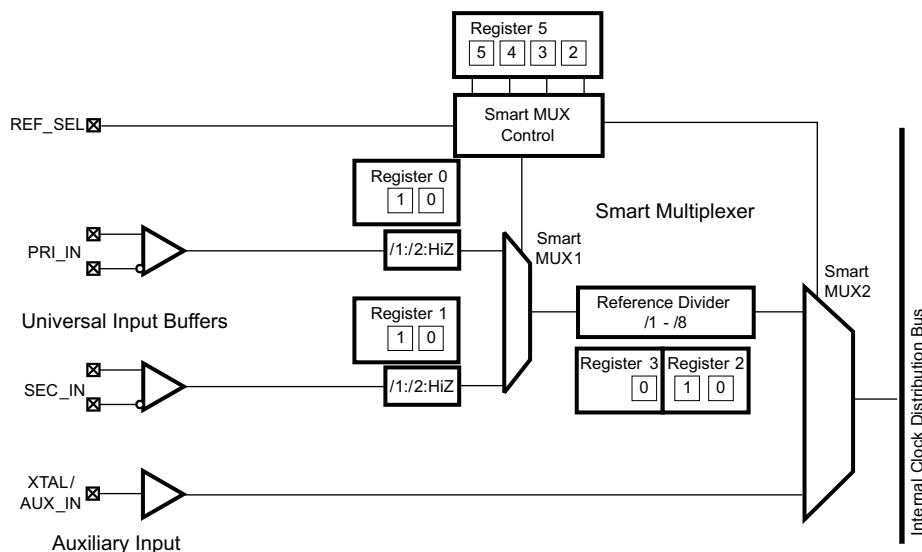 Register 5
5 4 3 2
REF_SEL
Smart MUX
Control
Register 0
1 0
Smart Multiplexer
PRI_IN
/1:/2:HiZ
Smart
MUX1
Smart
MUX2
Universal Input Buffers
Register 1
1 0
Reference Divider
/1 - /8
SEC_IN
/1:/2:HiZ
Register 3
0
Register 2
1 0
XTAL/
AUX_IN
Auxiliary Input
Internal Clock Distribution Bus